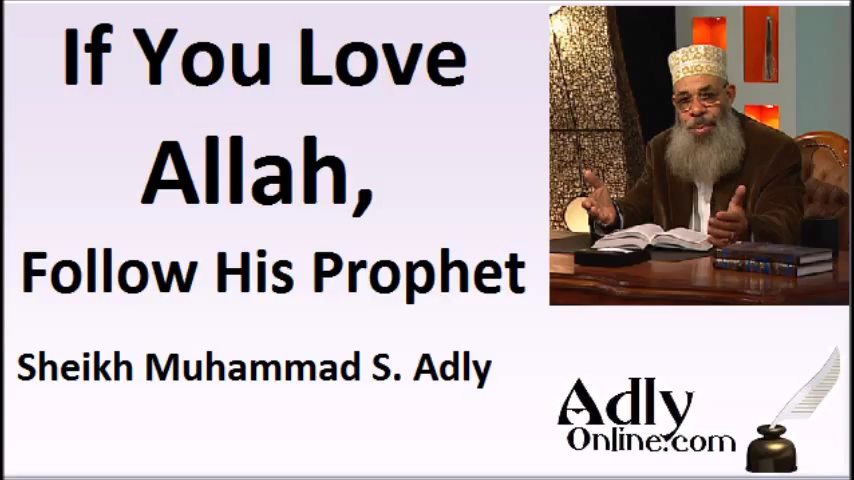 If You Love
Allah,
Follow His Prophet
Sheikh Muhammad S. Adly
Adly
Online.com